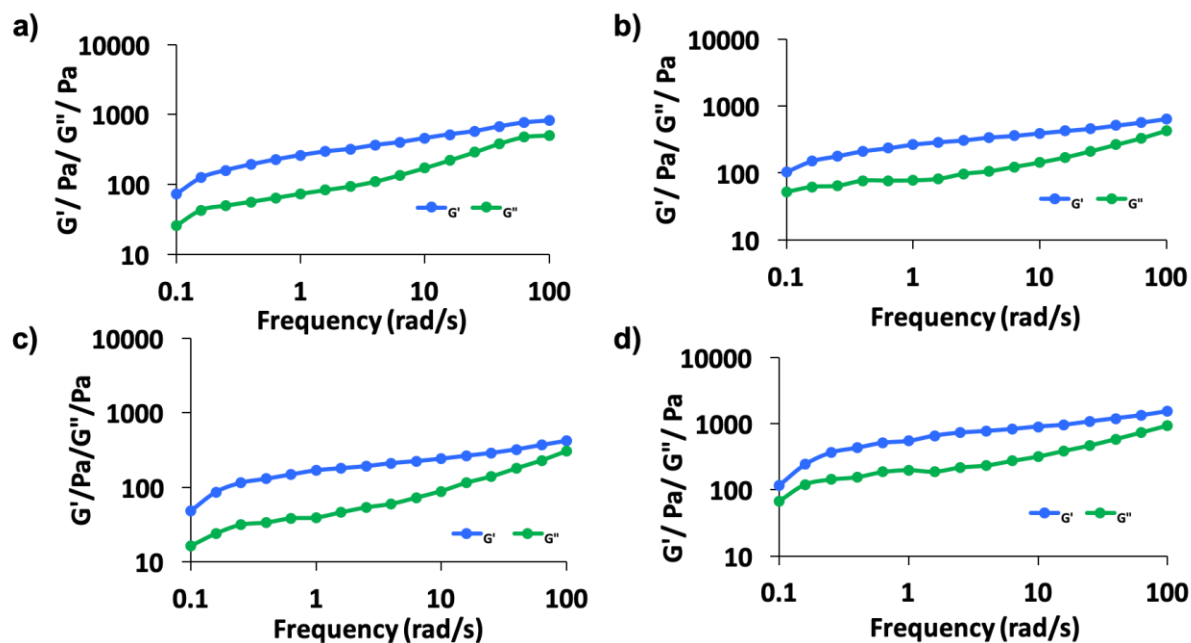 a)
G'/ Pa/ G"/ Pa
10000
1000
100
10
0.1 1 10 100
Frequency (rad/s)
G' G"
b)
G'/ Pa/ G"/ Pa
10000
1000
100
10
0.1 1 10 100
Frequency (rad/s)
G' G"
c)
G'/Pa/G"/Pa
10000
1000
100
10
0.1 1 10 100
Frequency (rad/s)
G' G"
d)
G'/ Pa/ G"/ Pa
10000
1000
100
10
0.1 1 10 100
Frequency (rad/s)
G' G"